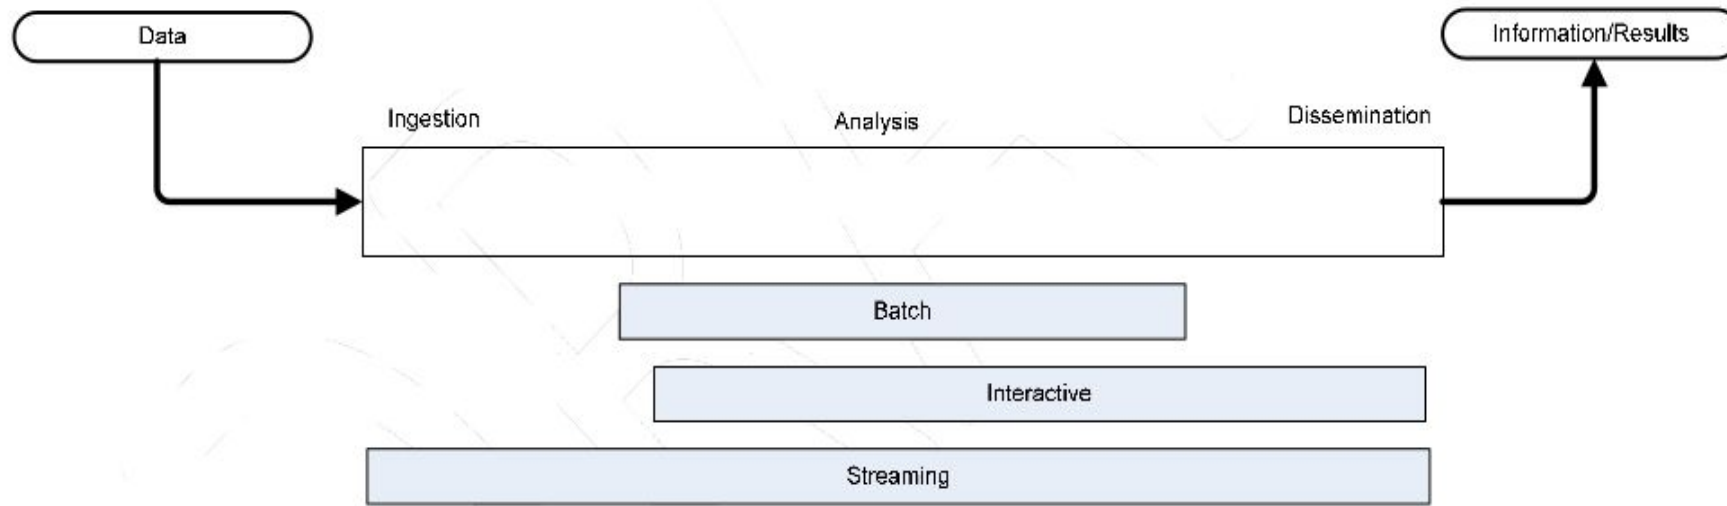 Data
Information/Results
Ingestion
Analysis
Dissemination
Batch
Interactive
Streaming